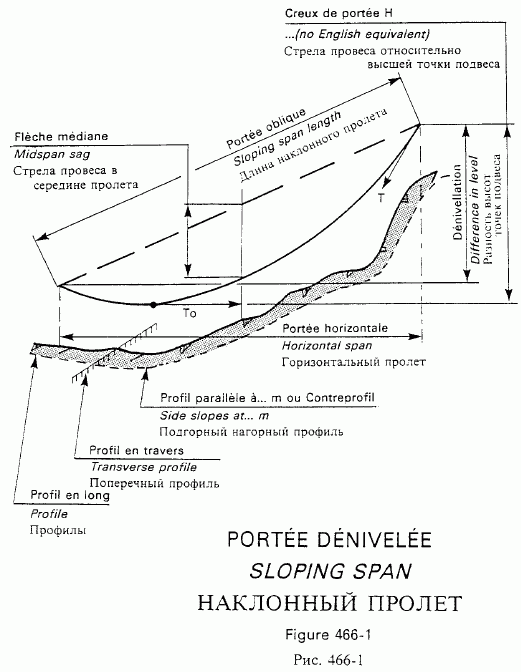 Creux de portée H
...(no English equivalent)
Стрела провеса относительно
высшей точки подвеса
Portée oblique
Sloping span length
Длина наклонного пролета
Flèche médiane
Midspan sag
Стрела провеса в
середине пролета
T
Dénivellation
Difference in level
Разность высот
точек подвеса
To
Portée horizontale
Horizontal span
Горизонтальный пролет
Profil parallèle à... m ou Contreprofil
Side slopes at... m
Подгорный нагорный профиль
Profil en travers
Transverse profile
Поперечный профиль
Profil en long
Profile
Профилы
PORTÉE DÉNIVELÉE
SLOPING SPAN
НАКЛОННЫЙ ПРОЛЕТ
Figure 466-1
Рис. 466-1